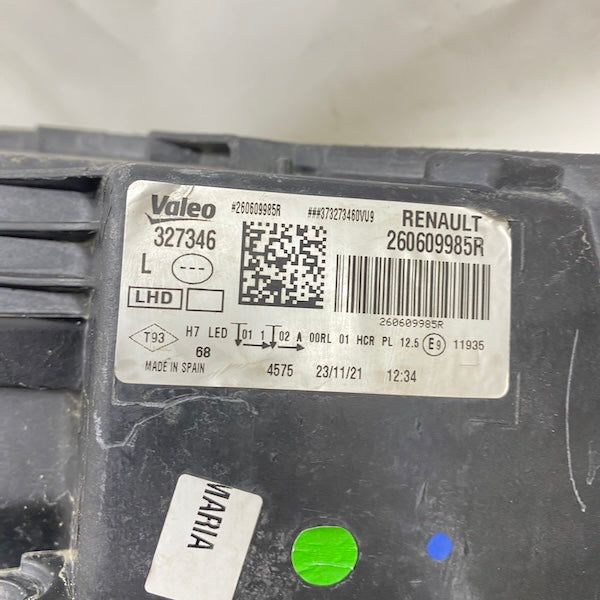 Valeo #260609985R ###373273460VU9 RENAULT
327346 260609985R
L ---
LHD
260609985R
T93 H7 LED 01 1 02 A 00RL 01 HCR PL 12.5 E9 11935
68
MADE IN SPAIN 4575 23/11/21 12:34
MARIA